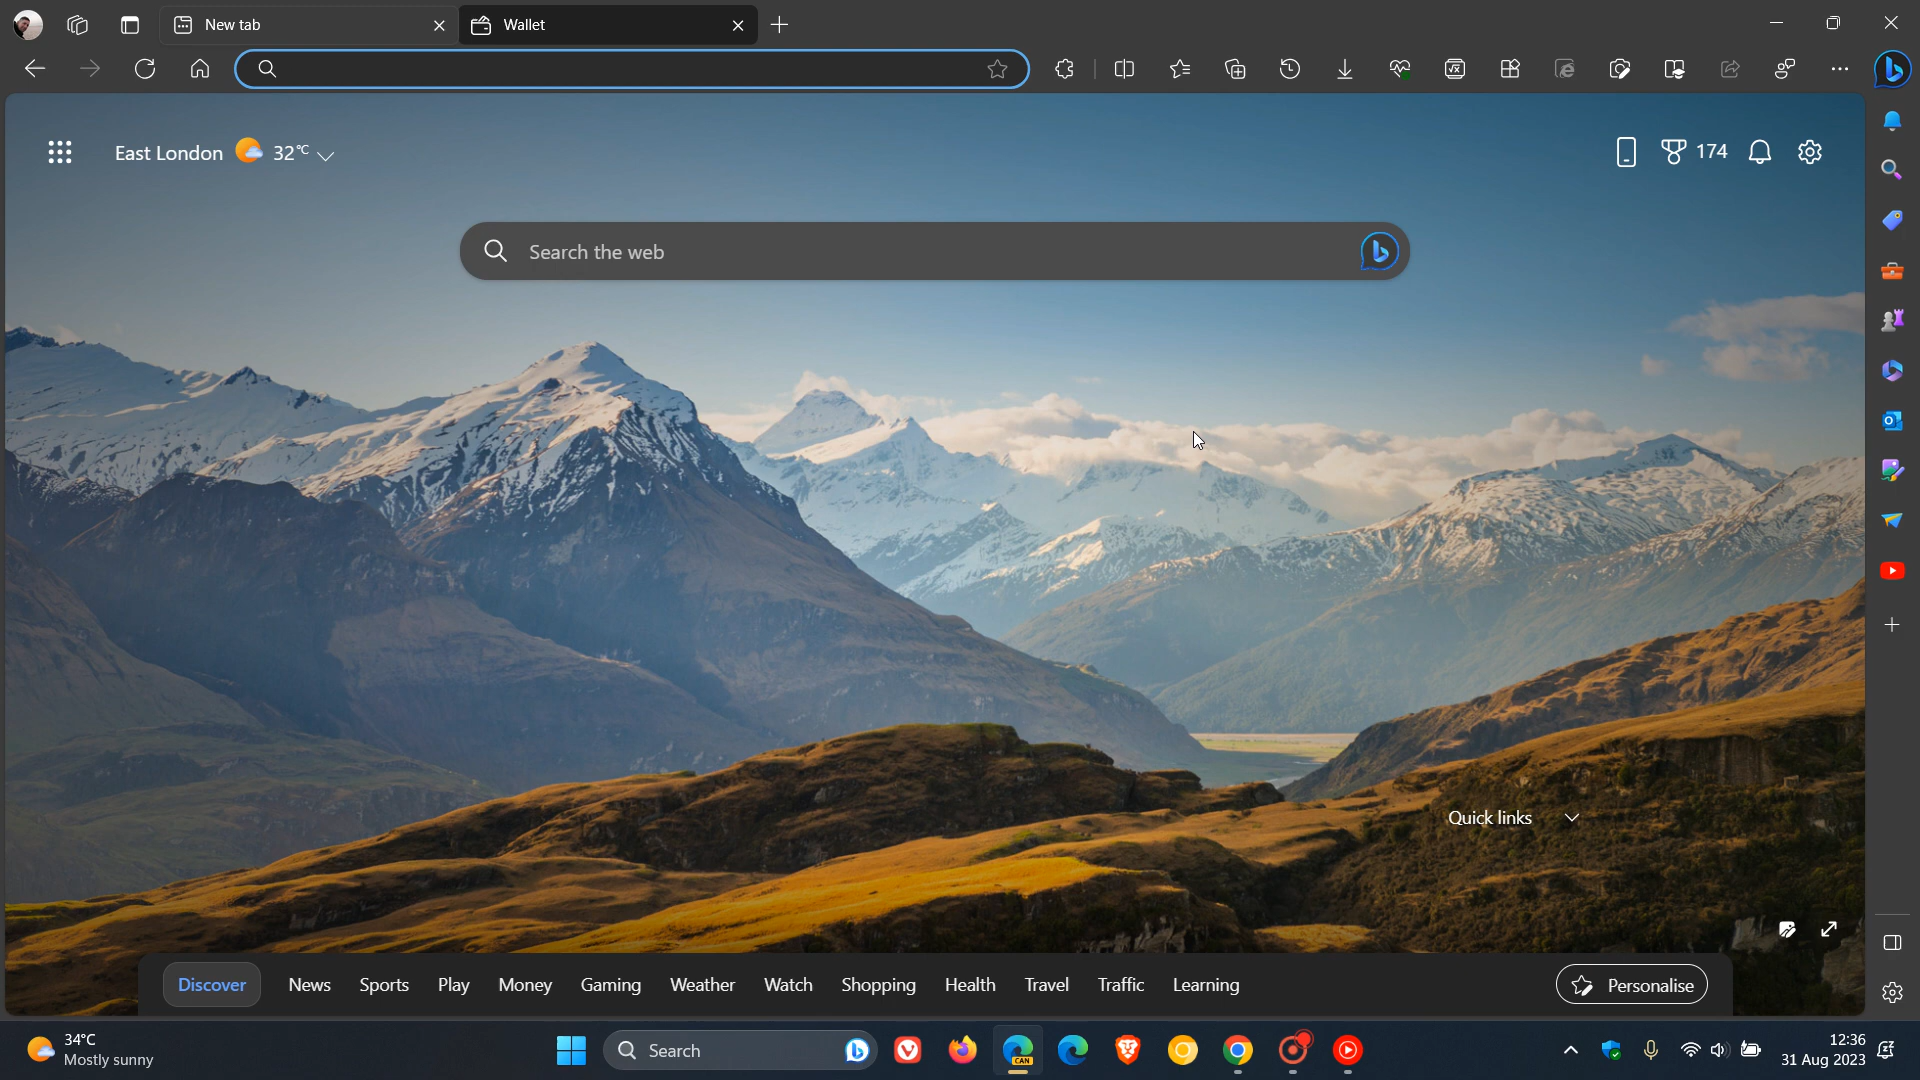 New tab
Wallet
East London 32°C
174
Search the web
Quick links
Discover News Sports Play Money Gaming Weather Watch Shopping Health Travel Traffic Learning
Personalise
34°C
Mostly sunny
Search
CAN
12:36
31 Aug 2023